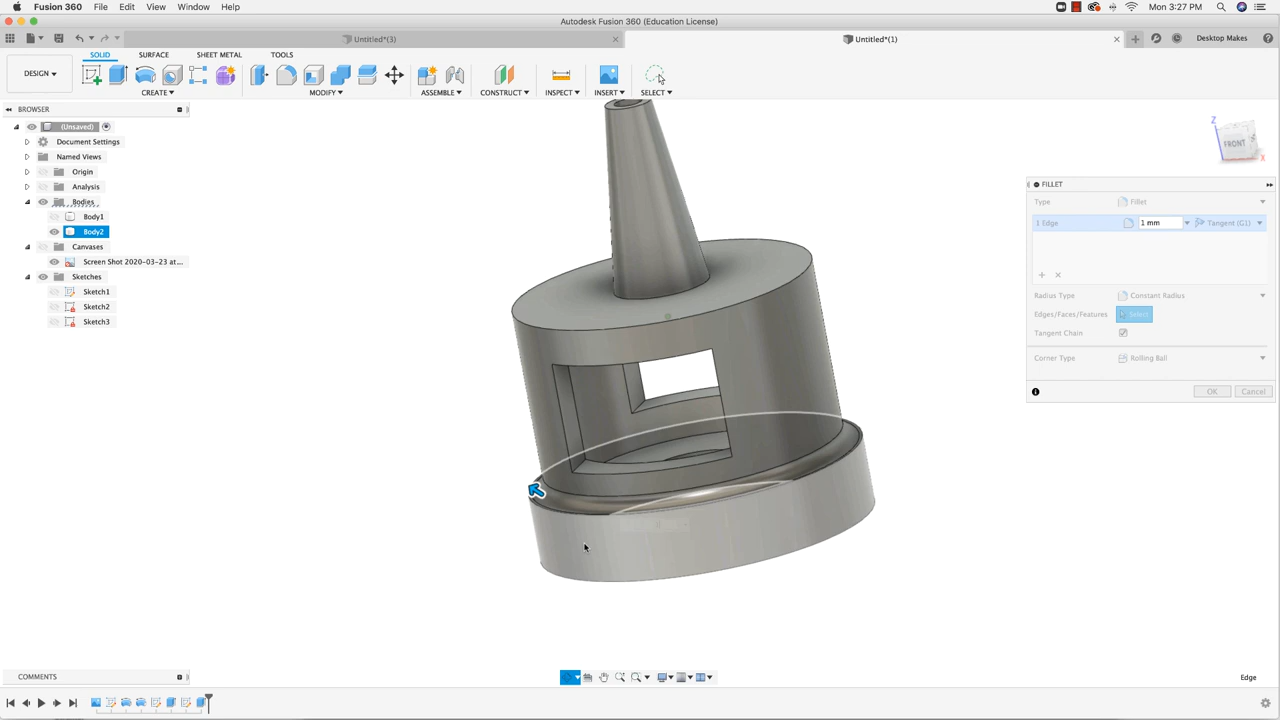 Fusion 360 File Edit View Window Help Mon 3:27 PM
Autodesk Fusion 360 (Education License)
Untitled*(3) Untitled*(1) Desktop Makes
SOLID SURFACE SHEET METAL TOOLS
DESIGN
CREATE MODIFY ASSEMBLE CONSTRUCT INSPECT INSERT SELECT
BROWSER
(Unsaved)
Document Settings
Named Views
Origin
Analysis
Bodies
Body1
Body2
Canvases
Screen Shot 2020-03-23 at...
Sketches
Sketch1
Sketch2
Sketch3
Z
FRONT
X
FILLET
Type Fillet
1 Edge 1 mm Tangent (G1)
Radius Type Constant Radius
Edges/Faces/Features Select
Tangent Chain
Corner Type Rolling Ball
OK Cancel
COMMENTS
Edge